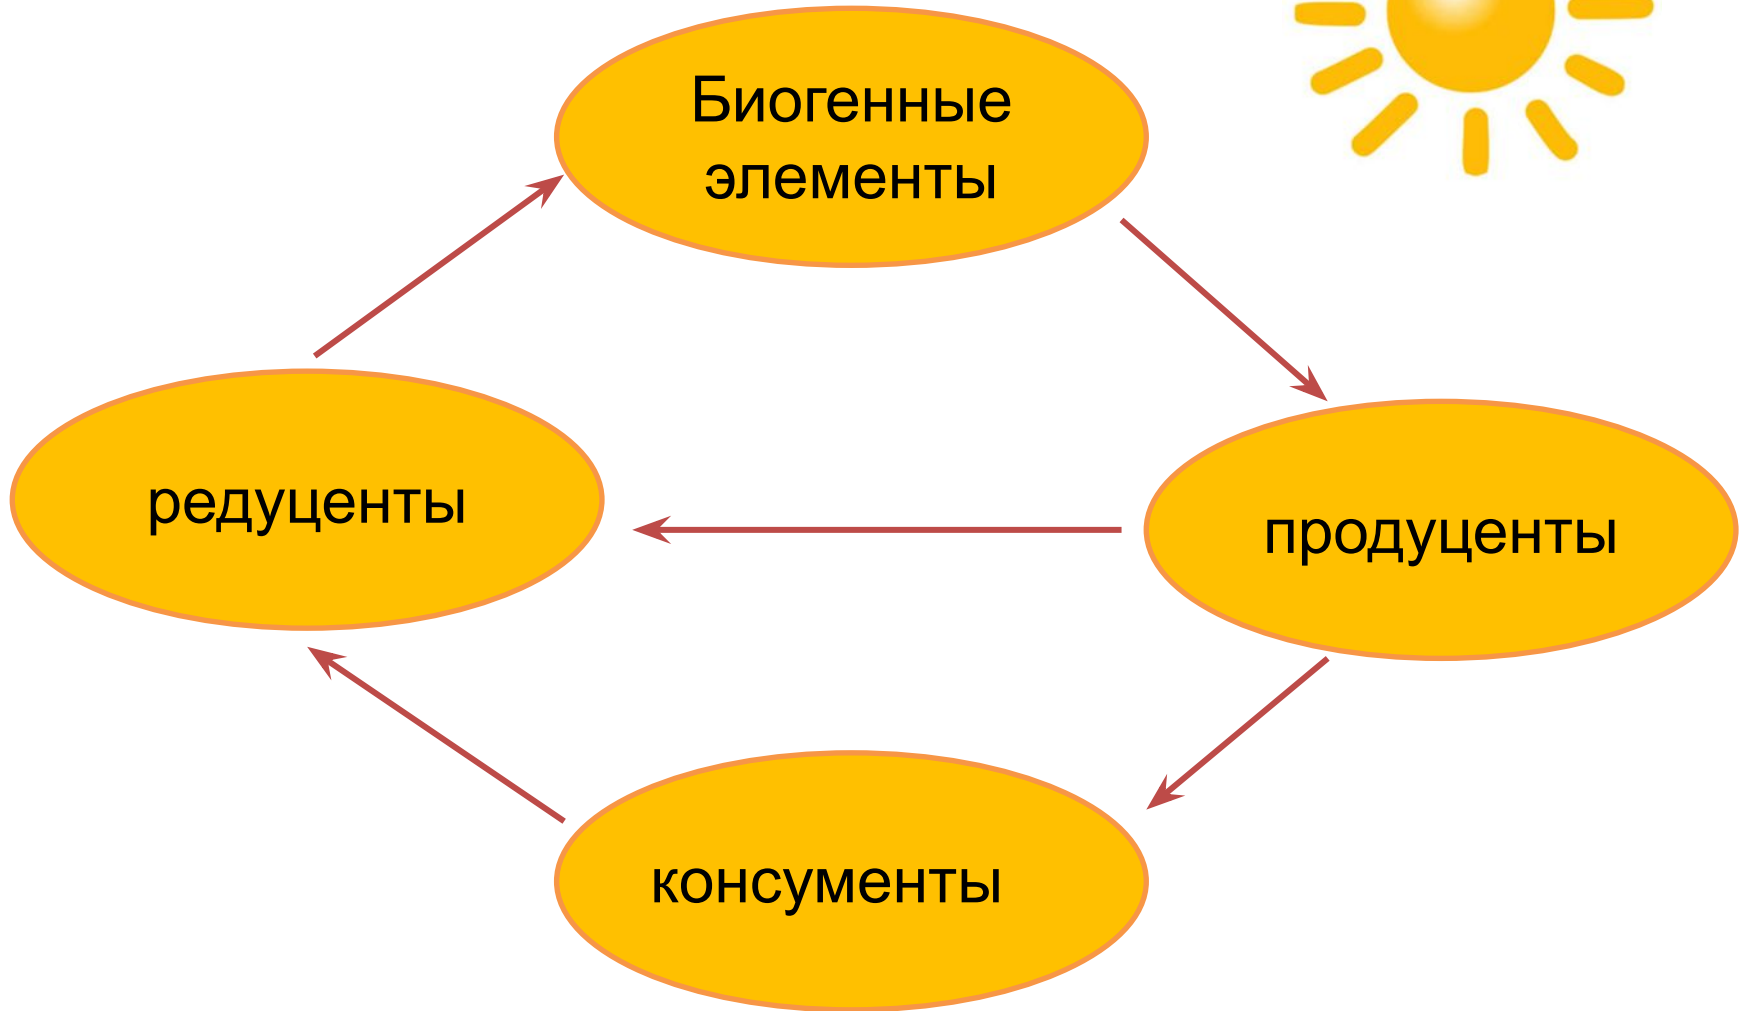 Биогенные
элементы
редуценты
продуценты
консументы